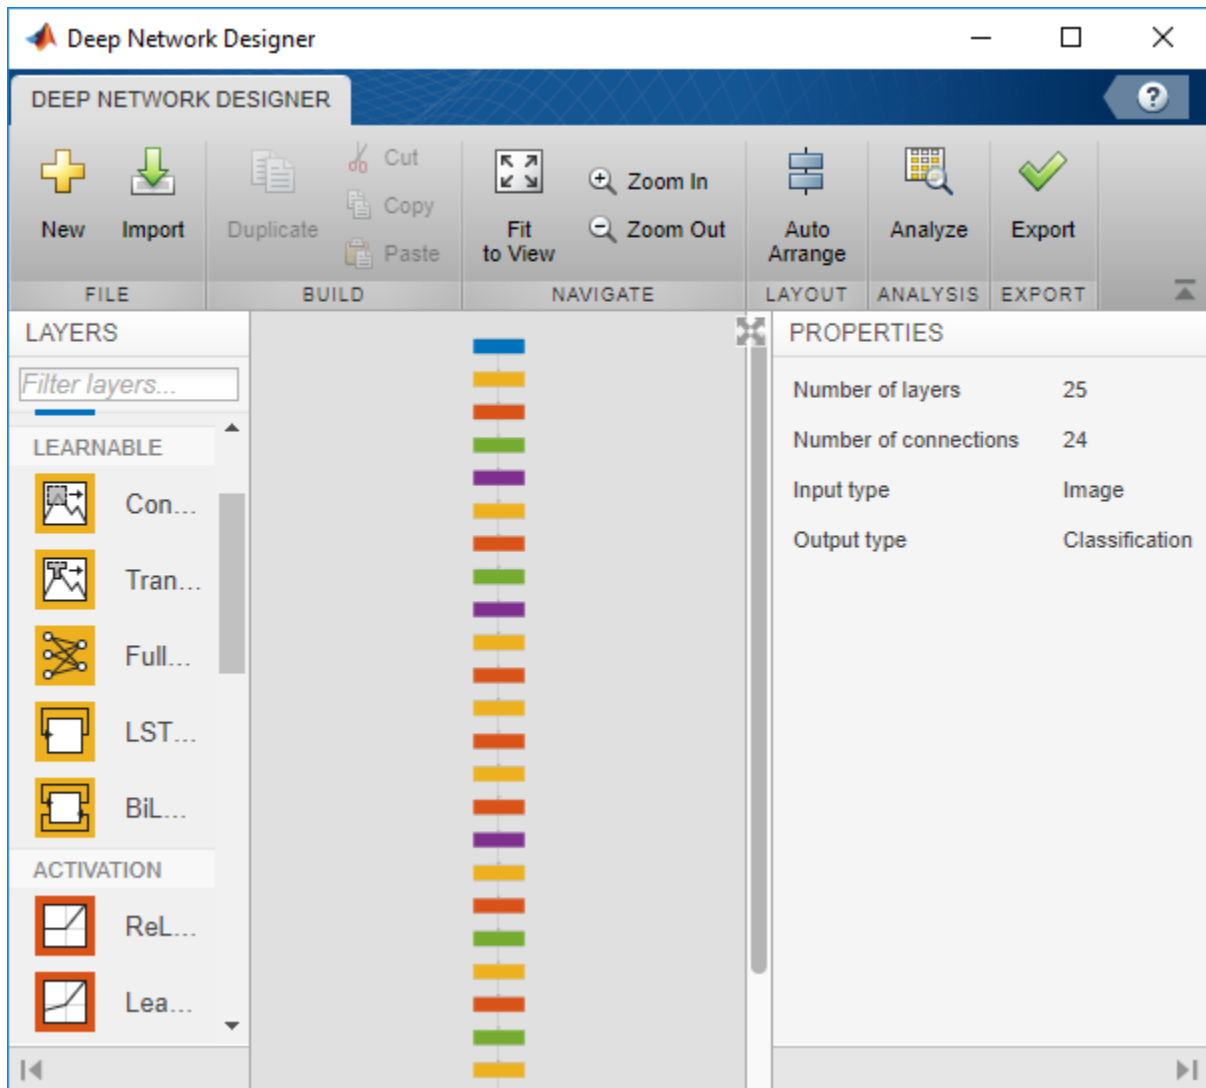 Deep Network Designer
DEEP NETWORK DESIGNER
New
Import
Duplicate
Cut
Copy
Paste
Fit
to View
Zoom In
Zoom Out
Auto
Arrange
Analyze
Export
FILE
BUILD
NAVIGATE
LAYOUT
ANALYSIS
EXPORT
LAYERS
Filter layers...
LEARNABLE
Con...
Tran...
Full...
LST...
BiL...
ACTIVATION
ReL...
Lea...
PROPERTIES
Number of layers 25
Number of connections 24
Input type Image
Output type Classification